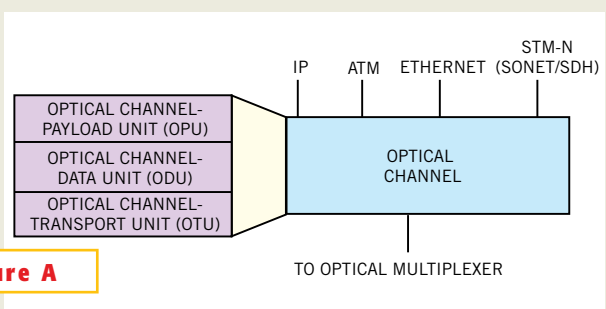 STM-N
IP ATM ETHERNET (SONET/SDH)
OPTICAL CHANNEL-
PAYLOAD UNIT (OPU)
OPTICAL CHANNEL-
DATA UNIT (ODU)
OPTICAL CHANNEL-
TRANSPORT UNIT (OTU)
OPTICAL
CHANNEL
TO OPTICAL MULTIPLEXER
ure A